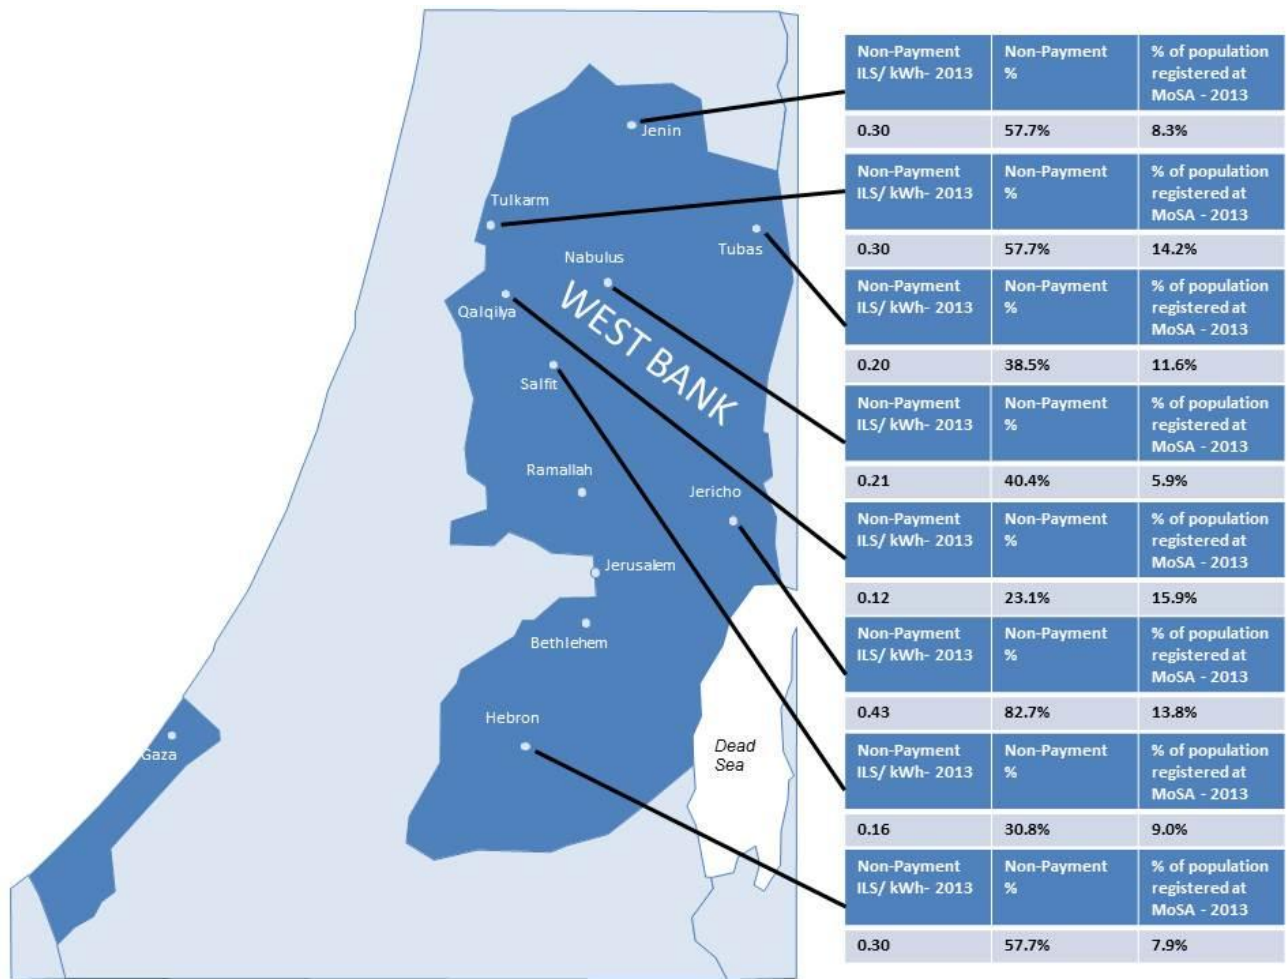 Jenin
Tulkarm
Tubas
Nabulus
Qalqilya
WEST BANK
Salfit
Ramallah
Jericho
Jerusalem
Bethlehem
Hebron
Gaza
Dead
Sea
Non-Payment Non-Payment % of population
ILS/ kWh- 2013 % registered at
MoSA - 2013
0.30 57.7% 8.3%
Non-Payment Non-Payment % of population
ILS/ kWh- 2013 % registered at
MoSA - 2013
0.30 57.7% 14.2%
Non-Payment Non-Payment % of population
ILS/ kWh- 2013 % registered at
MoSA - 2013
0.20 38.5% 11.6%
Non-Payment Non-Payment % of population
ILS/ kWh- 2013 % registered at
MoSA - 2013
0.21 40.4% 5.9%
Non-Payment Non-Payment % of population
ILS/ kWh- 2013 % registered at
MoSA - 2013
0.12 23.1% 15.9%
Non-Payment Non-Payment % of population
ILS/ kWh- 2013 % registered at
MoSA - 2013
0.43 82.7% 13.8%
Non-Payment Non-Payment % of population
ILS/ kWh- 2013 % registered at
MoSA - 2013
0.16 30.8% 9.0%
Non-Payment Non-Payment % of population
ILS/ kWh- 2013 % registered at
MoSA - 2013
0.30 57.7% 7.9%